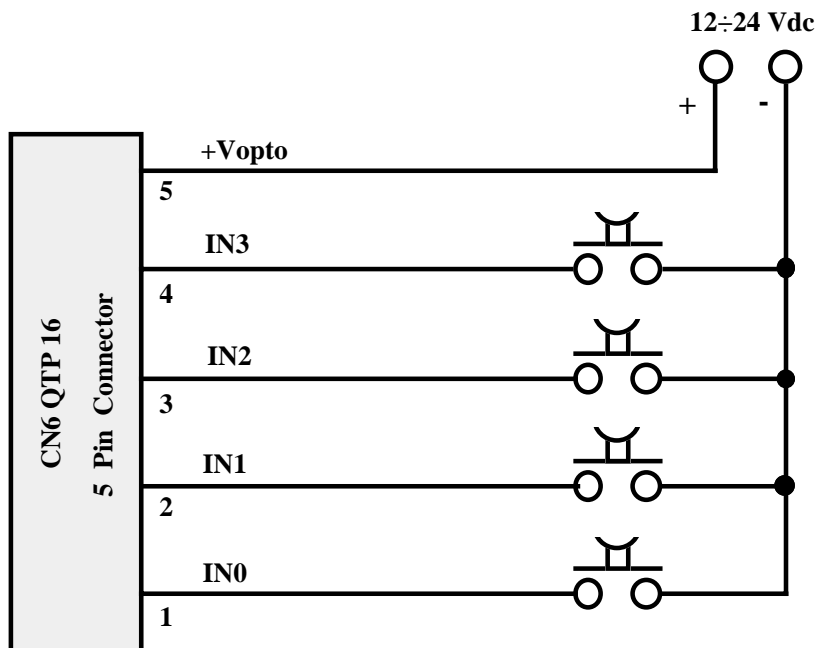 12÷24 Vdc
+ -
+Vopto
5
IN3
4
IN2
3
IN1
2
IN0
1
CN6 QTP 16
5 Pin Connector